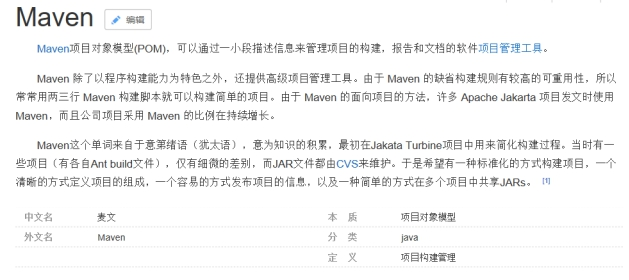 Maven 编辑
Maven项目对象模型(POM)，可以通过一小段描述信息来管理项目的构建，报告和文档的软件项目管理工具。
Maven 除了以程序构建能力为特色之外，还提供高级项目管理工具。由于 Maven 的缺省构建规则有较高的可重用性，所以
常常用两三行 Maven 构建脚本就可以构建简单的项目。由于 Maven 的面向项目的方法，许多 Apache Jakarta 项目发文时使用
Maven，而且公司项目采用 Maven 的比例在持续增长。
Maven这个单词来自于意第绪语（犹太语），意为知识的积累，最初在Jakata Turbine项目中用来简化构建过程。当时有一
些项目（有各自Ant build文件），仅有细微的差别，而JAR文件都由CVS来维护。于是希望有一种标准化的方式构建项目，一个
清晰的方式定义项目的组成，一个容易的方式发布项目的信息，以及一种简单的方式在多个项目中共享JARs。 [1]
中文名 麦文 本 质 项目对象模型
外文名 Maven 分 类 java
定 义 项目构建管理